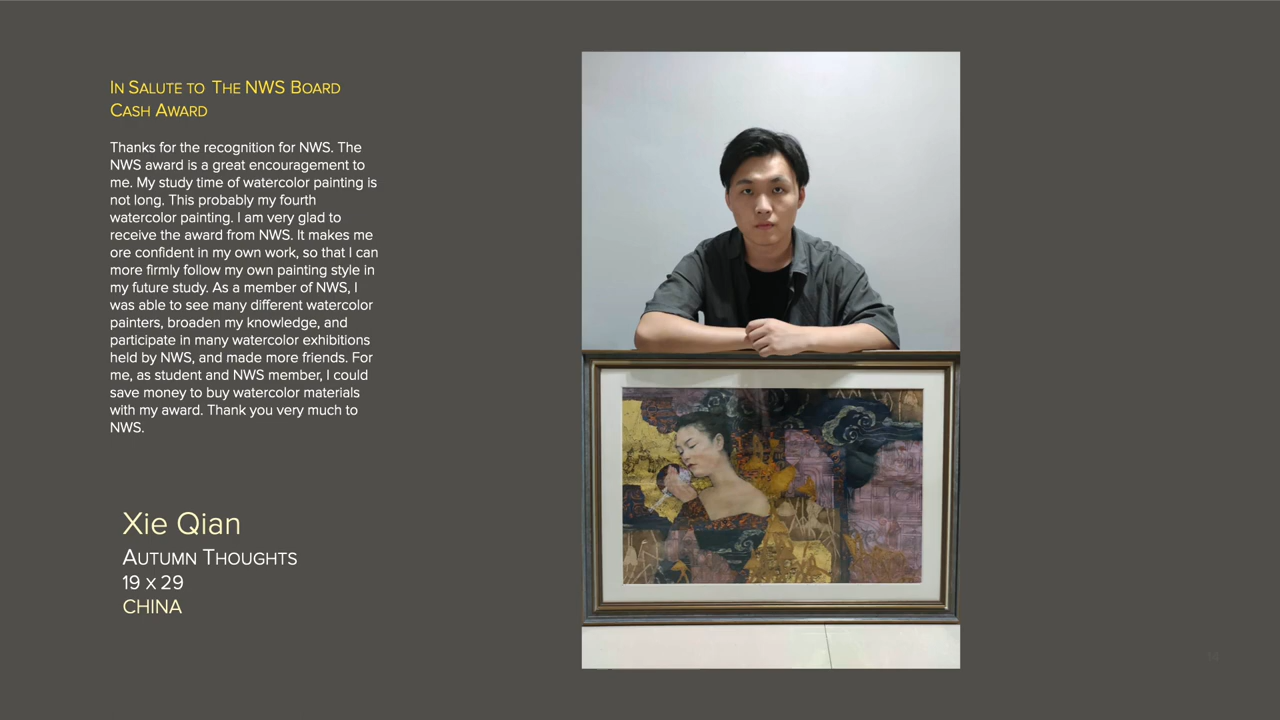 In Salute to The NWS Board
Cash Award
Thanks for the recognition for NWS. The
NWS award is a great encouragement to
me. My study time of watercolor painting is
not long. This probably my fourth
watercolor painting. I am very glad to
receive the award from NWS. It makes me
ore confident in my own work, so that I can
more firmly follow my own painting style in
my future study. As a member of NWS, I
was able to see many different watercolor
painters, broaden my knowledge, and
participate in many watercolor exhibitions
held by NWS, and made more friends. For
me, as student and NWS member, I could
save money to buy watercolor materials
with my award. Thank you very much to
NWS.
Xie Qian
Autumn Thoughts
19 x 29
CHINA